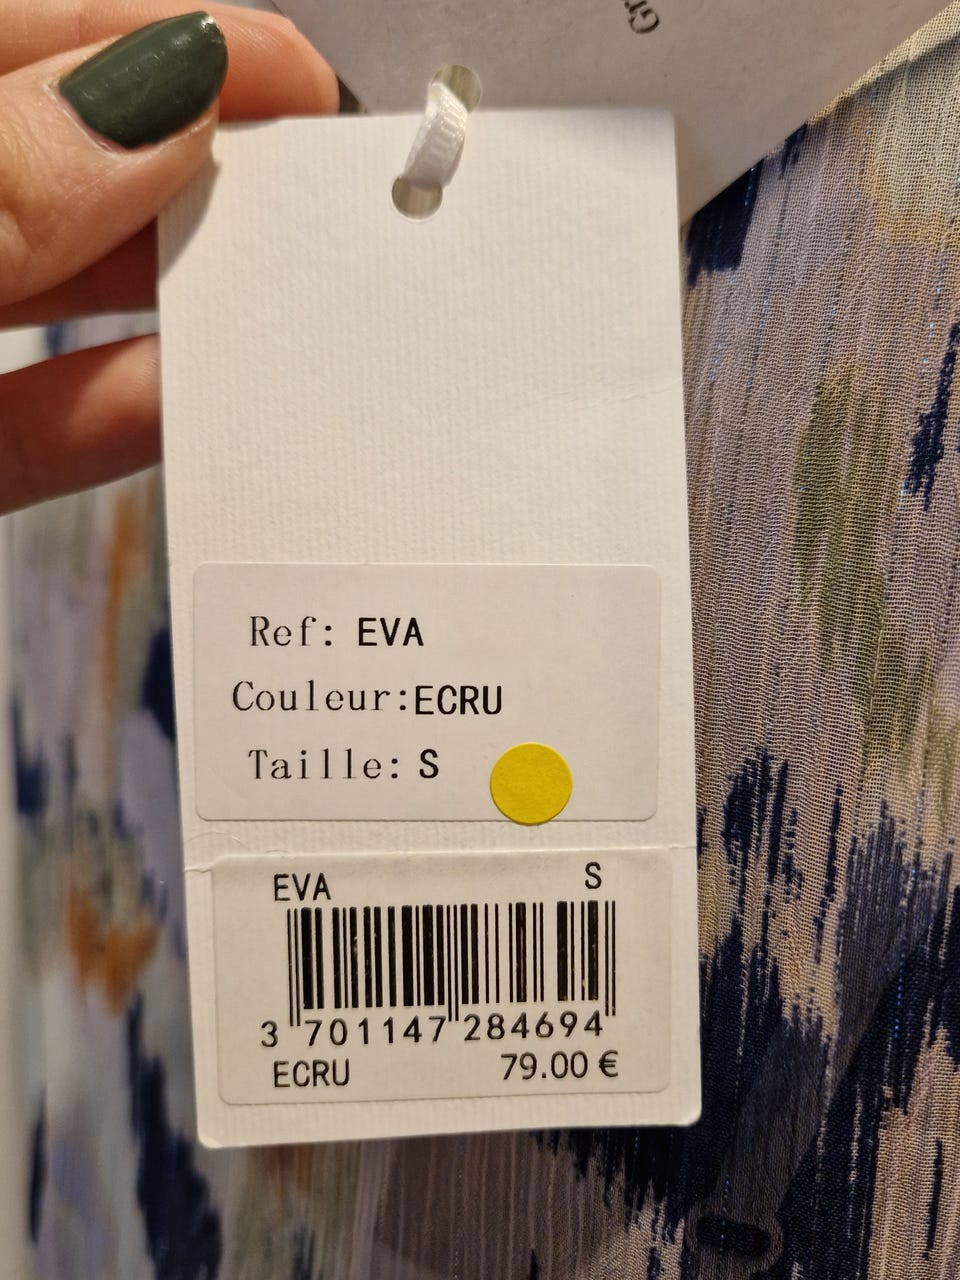 Ref: EVA
Couleur:ECRU
Taille: S
EVA S
3 701147 284694
ECRU 79.00 €